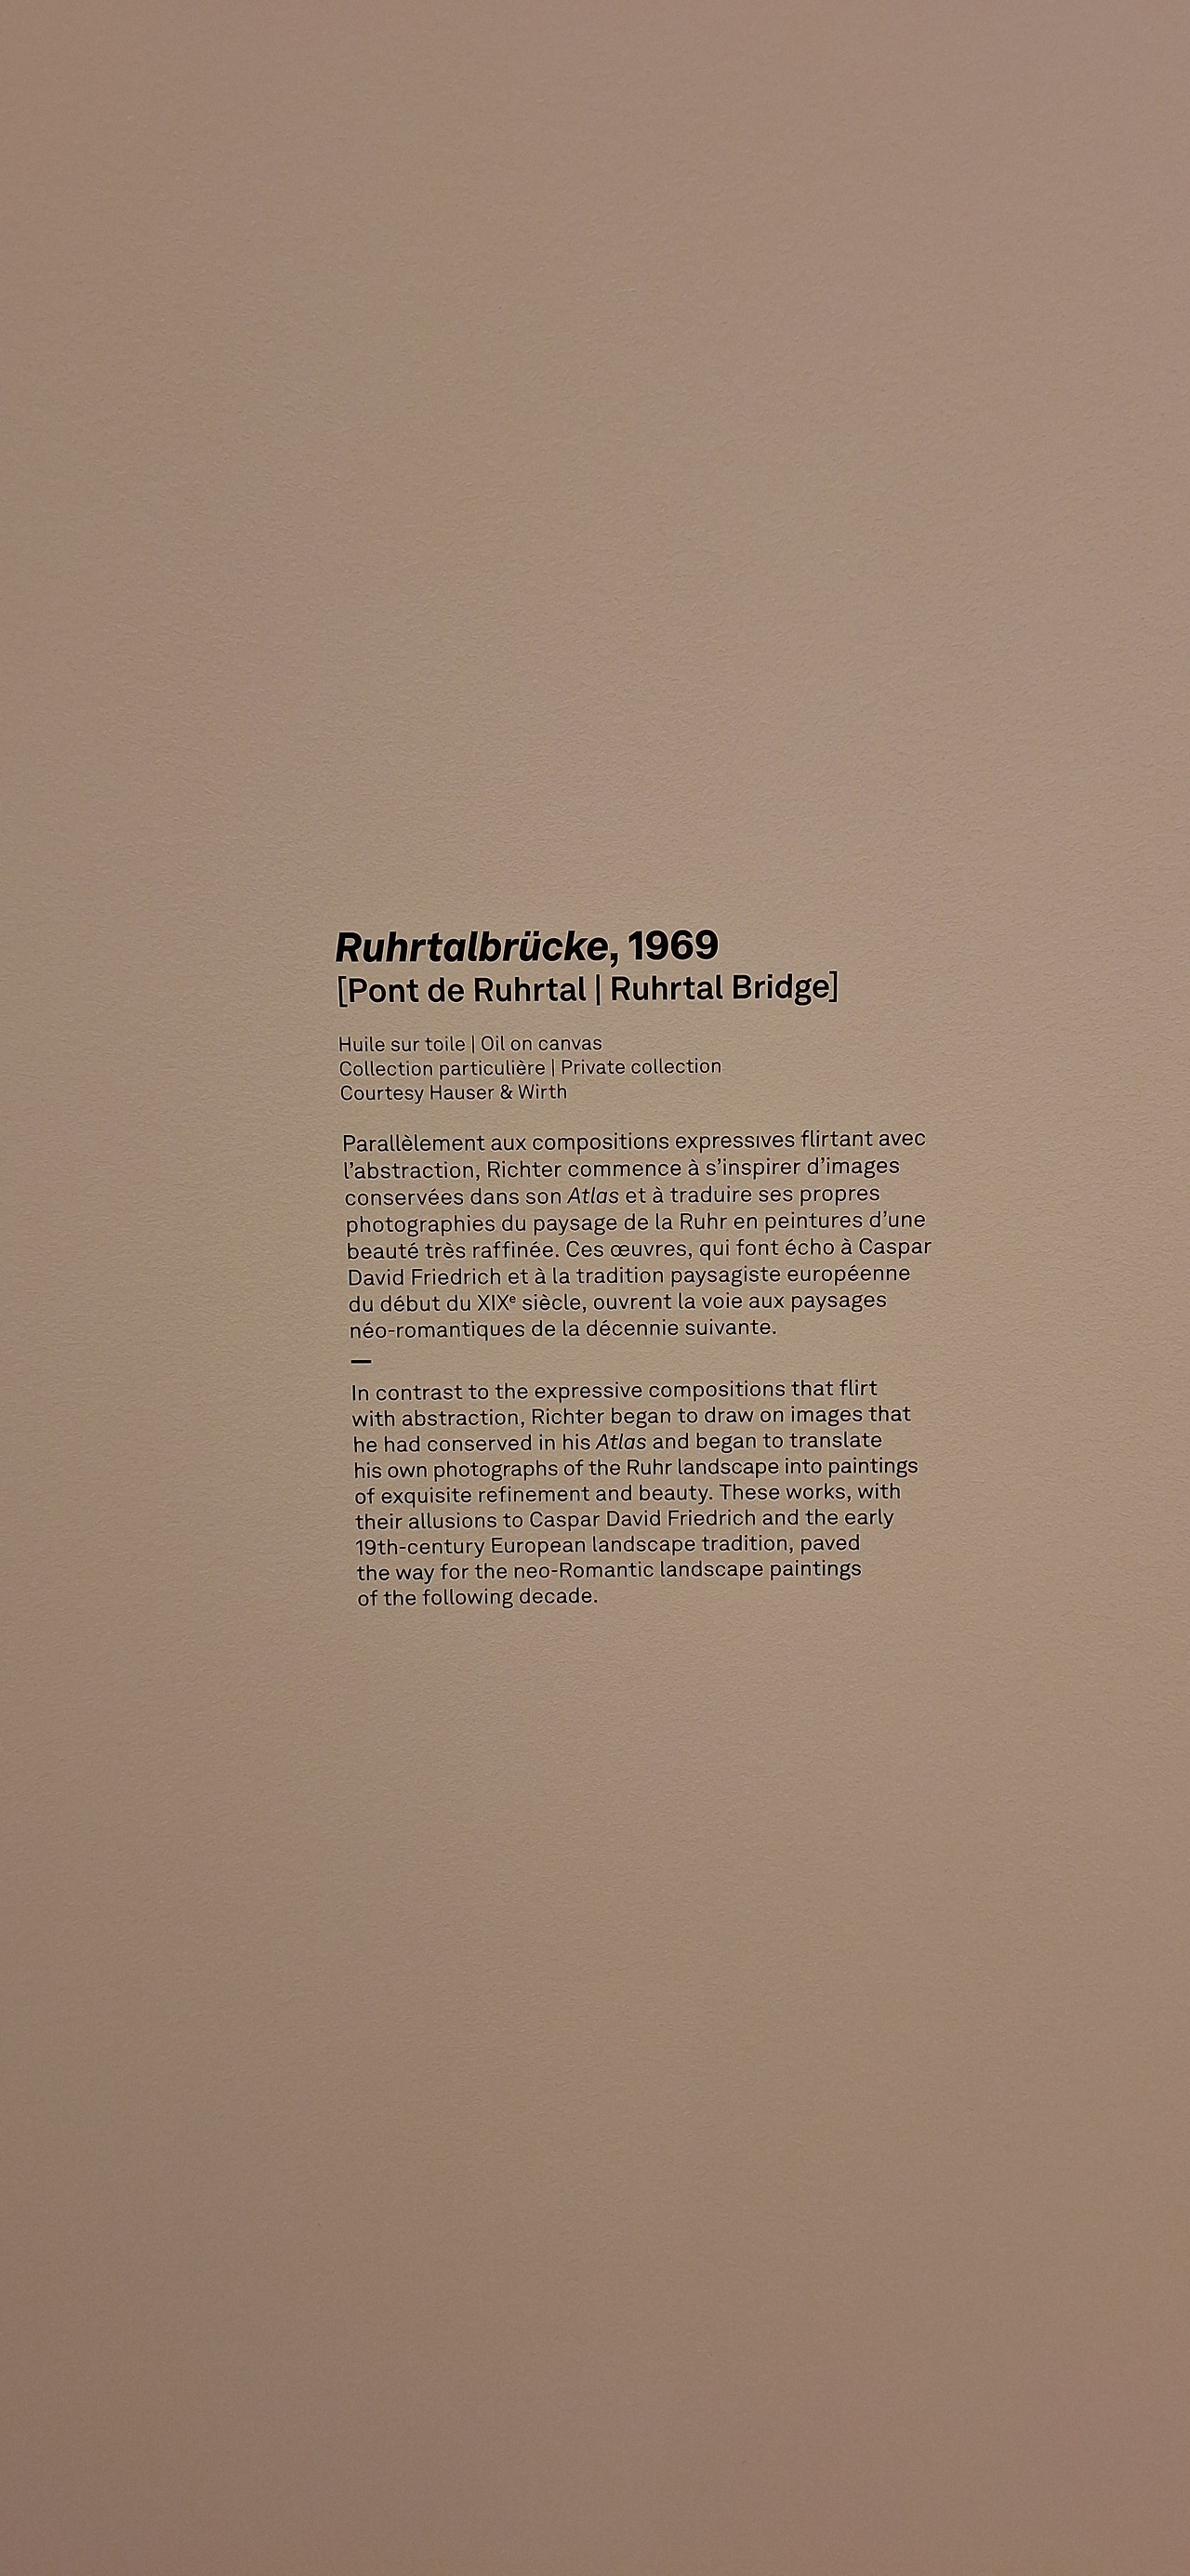 Ruhrtalbrücke, 1969
[Pont de Ruhrtal | Ruhrtal Bridge]
Huile sur toile | Oil on canvas
Collection particulière | Private collection
Courtesy Hauser & Wirth
Parallèlement aux compositions expressives flirtant avec
l’abstraction, Richter commence à s’inspirer d’images
conservées dans son Atlas et à traduire ses propres
photographies du paysage de la Ruhr en peintures d’une
beauté très raffinée. Ces œuvres, qui font écho à Caspar
David Friedrich et à la tradition paysagiste européenne
du début du XIXᵉ siècle, ouvrent la voie aux paysages
néo-romantiques de la décennie suivante.
—
In contrast to the expressive compositions that flirt
with abstraction, Richter began to draw on images that
he had conserved in his Atlas and began to translate
his own photographs of the Ruhr landscape into paintings
of exquisite refinement and beauty. These works, with
their allusions to Caspar David Friedrich and the early
19th-century European landscape tradition, paved
the way for the neo-Romantic landscape paintings
of the following decade.